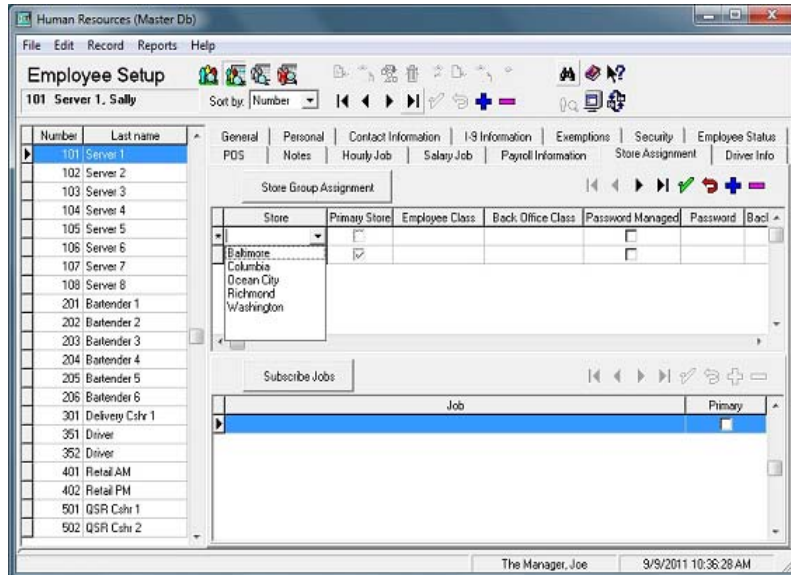 Human Resources (Master Db)
File Edit Record Reports Help
Employee Setup
101 Server 1, Sally
Sort by: Number
Number Last name
101 Server 1
102 Server 2
103 Server 3
104 Server 4
105 Server 5
106 Server 6
107 Server 7
108 Server 8
201 Bartender 1
202 Bartender 2
203 Bartender 3
204 Bartender 4
205 Bartender 5
206 Bartender 6
301 Delivery Cshr 1
351 Driver
352 Driver
401 Retail AM
402 Retail PM
501 QSR Cshr 1
502 QSR Cshr 2
General Personal Contact Information I-9 Information Exemptions Security Employee Status
POS Notes Hourly Job Salary Job Payroll Information Store Assignment Driver Info
Store Group Assignment
Store Primary Store Employee Class Back Office Class Password Managed Password Bacl
Baltimore
Columbia
Ocean City
Richmond
Washington
Subscribe Jobs
Job Primary
The Manager, Joe 9/9/2011 10:36:28 AM